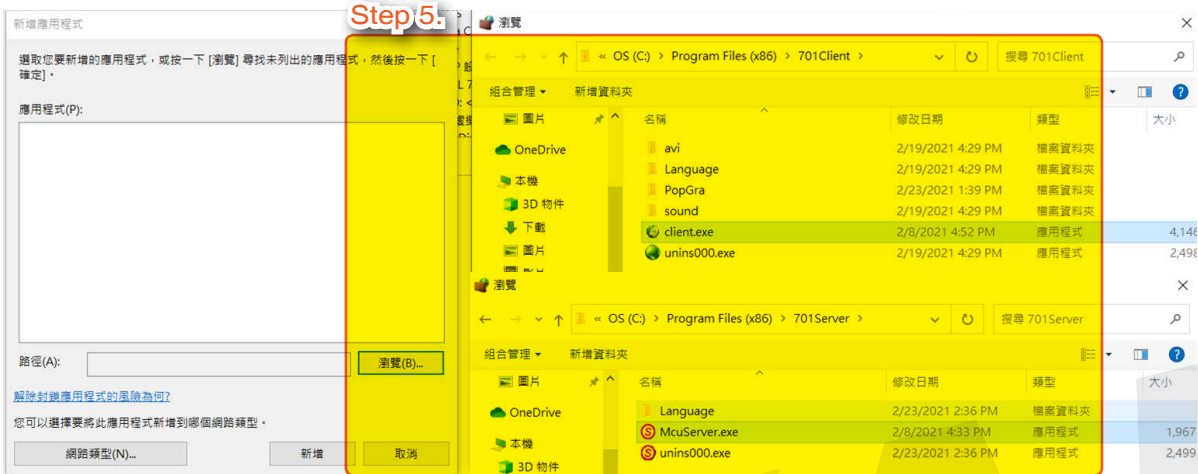 Step 5.
新增應用程式
選取您要新增的應用程式，或按一下 [瀏覽] 尋找未列出的應用程式，然後按一下 [
確定]。
應用程式(P):
路徑(A):
瀏覽(B)...
解除封鎖應用程式的風險為何?
您可以選擇要將此應用程式新增到哪個網路類型。
網路類型(N)...
新增
取消
瀏覽
« OS (C:) > Program Files (x86) > 701Client >
搜尋 701Client
組合管理
新增資料夾
圖片
OneDrive
本機
3D 物件
下載
圖片
名稱 修改日期 類型 大小
avi 2/19/2021 4:29 PM 檔案資料夾
Language 2/19/2021 4:29 PM 檔案資料夾
PopGra 2/23/2021 1:39 PM 檔案資料夾
sound 2/19/2021 4:29 PM 檔案資料夾
client.exe 2/8/2021 4:52 PM 應用程式 4,146
unins000.exe 2/19/2021 4:29 PM 應用程式 2,498
瀏覽
« OS (C:) > Program Files (x86) > 701Server >
搜尋 701Server
組合管理
新增資料夾
圖片
OneDrive
本機
3D 物件
名稱 修改日期 類型 大小
Language 2/23/2021 2:36 PM 檔案資料夾
McuServer.exe 2/8/2021 4:33 PM 應用程式 1,967
unins000.exe 2/23/2021 2:36 PM 應用程式 2,499